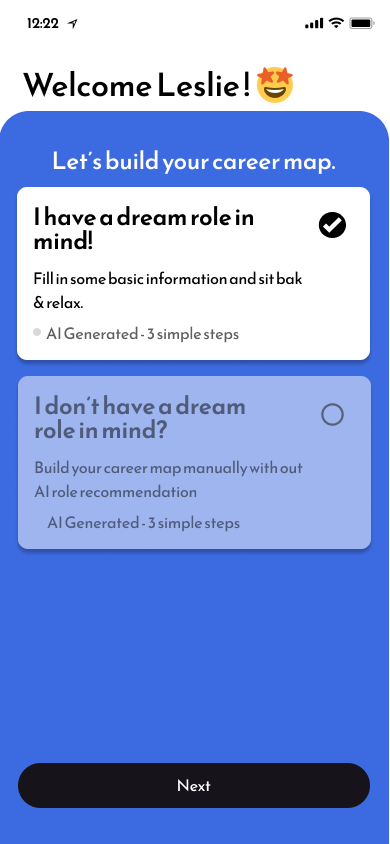 12:22
Welcome Leslie ! 🤩
Let's build your career map.
I have a dream role in
mind!
Fill in some basic information and sit bak
& relax.
AI Generated - 3 simple steps
I don't have a dream
role in mind?
Build your career map manually with out
AI role recommendation
AI Generated - 3 simple steps
Next